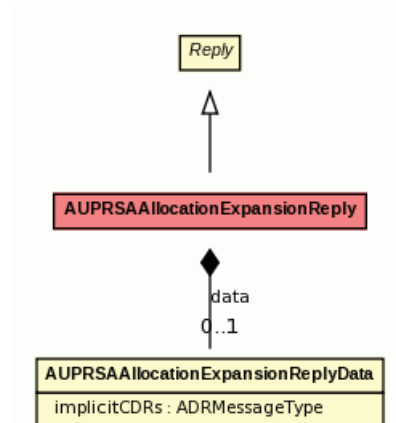 Reply
AUPRSAAllocationExpansionReply
data
0..1
AUPRSAAllocationExpansionReplyData
implicitCDRs : ADRMessageType